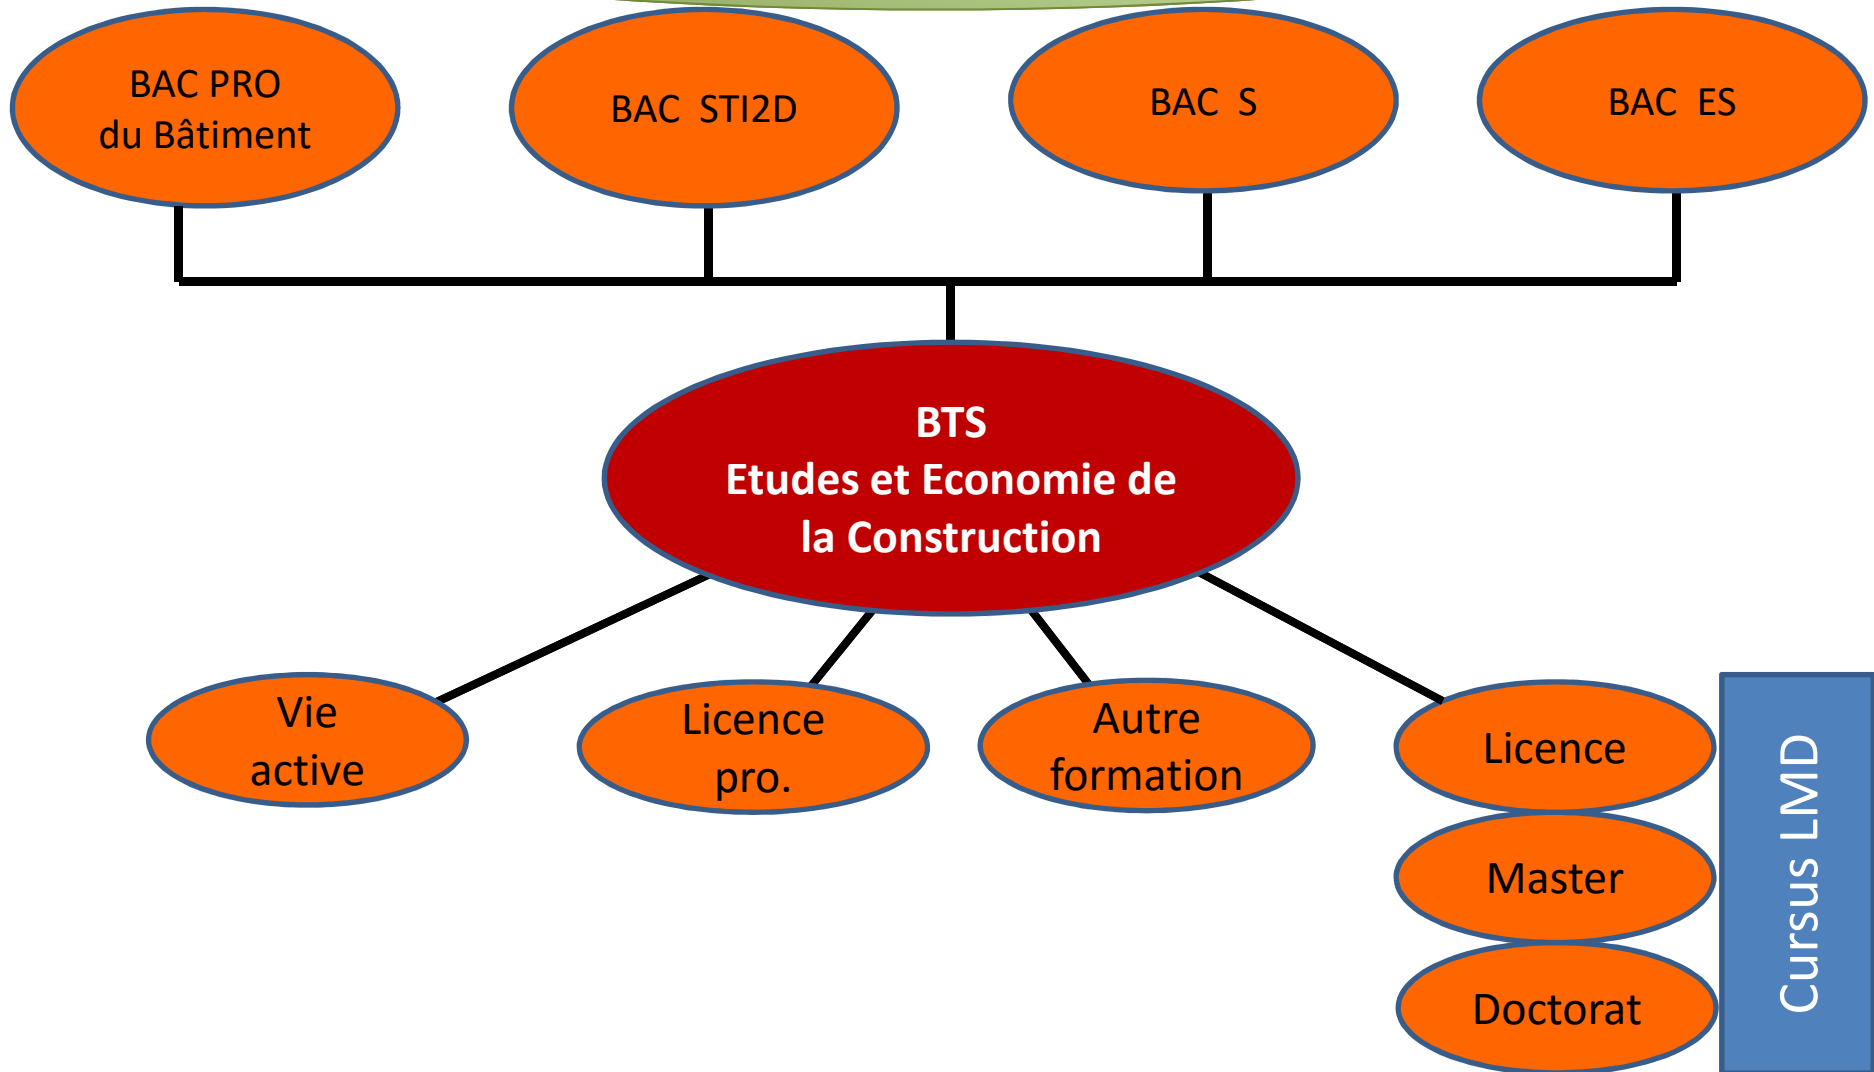 BAC PRO
du Bâtiment
BAC STI2D
BAC S
BAC ES
BTS
Etudes et Economie de
la Construction
Vie
active
Licence
pro.
Autre
formation
Licence
Master
Doctorat
Cursus LMD